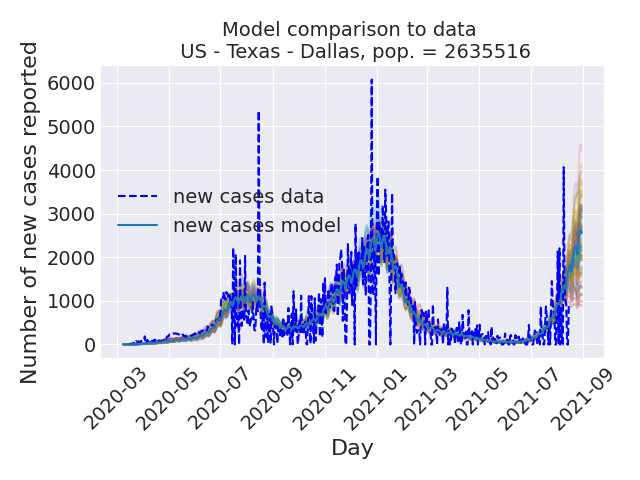 Model comparison to data
US - Texas - Dallas, pop. = 2635516
Number of new cases reported
6000
5000
4000
3000
2000
1000
0
new cases data
new cases model
2020-03
2020-05
2020-07
2020-09
2020-11
2021-01
2021-03
2021-05
2021-07
2021-09
Day